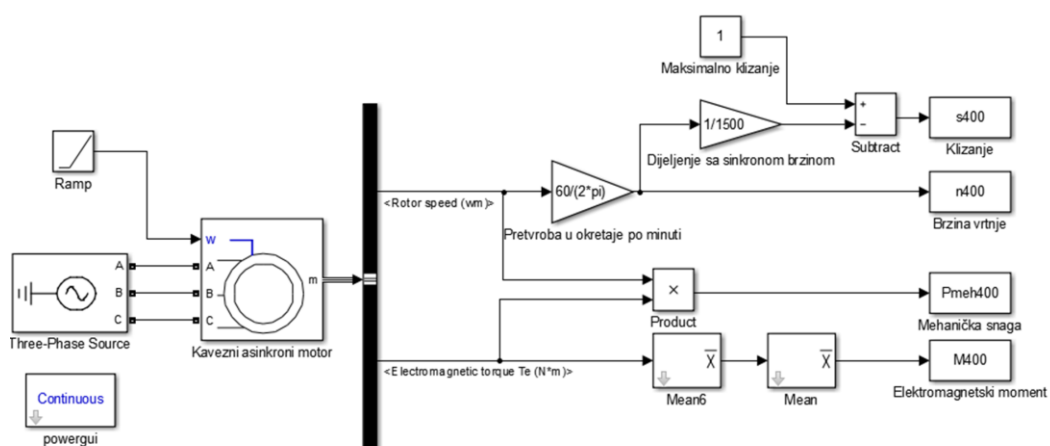 1
Maksimalno klizanje
+
−
Subtract
s400
Klizanje
1/1500
Dijeljenje sa sinkronom brzinom
Ramp
60/(2*pi)
Pretvroba u okretaje po minuti
n400
Brzina vrtnje
<Rotor speed (wm)>
w
A
B
C
m
Kavezni asinkroni motor
A
B
C
Three-Phase Source
×
Product
Pmeh400
Mehanička snaga
<Electromagnetic torque Te (N*m)>
X
Mean6
X
Mean
M400
Elektromagnetski moment
Continuous
powergui